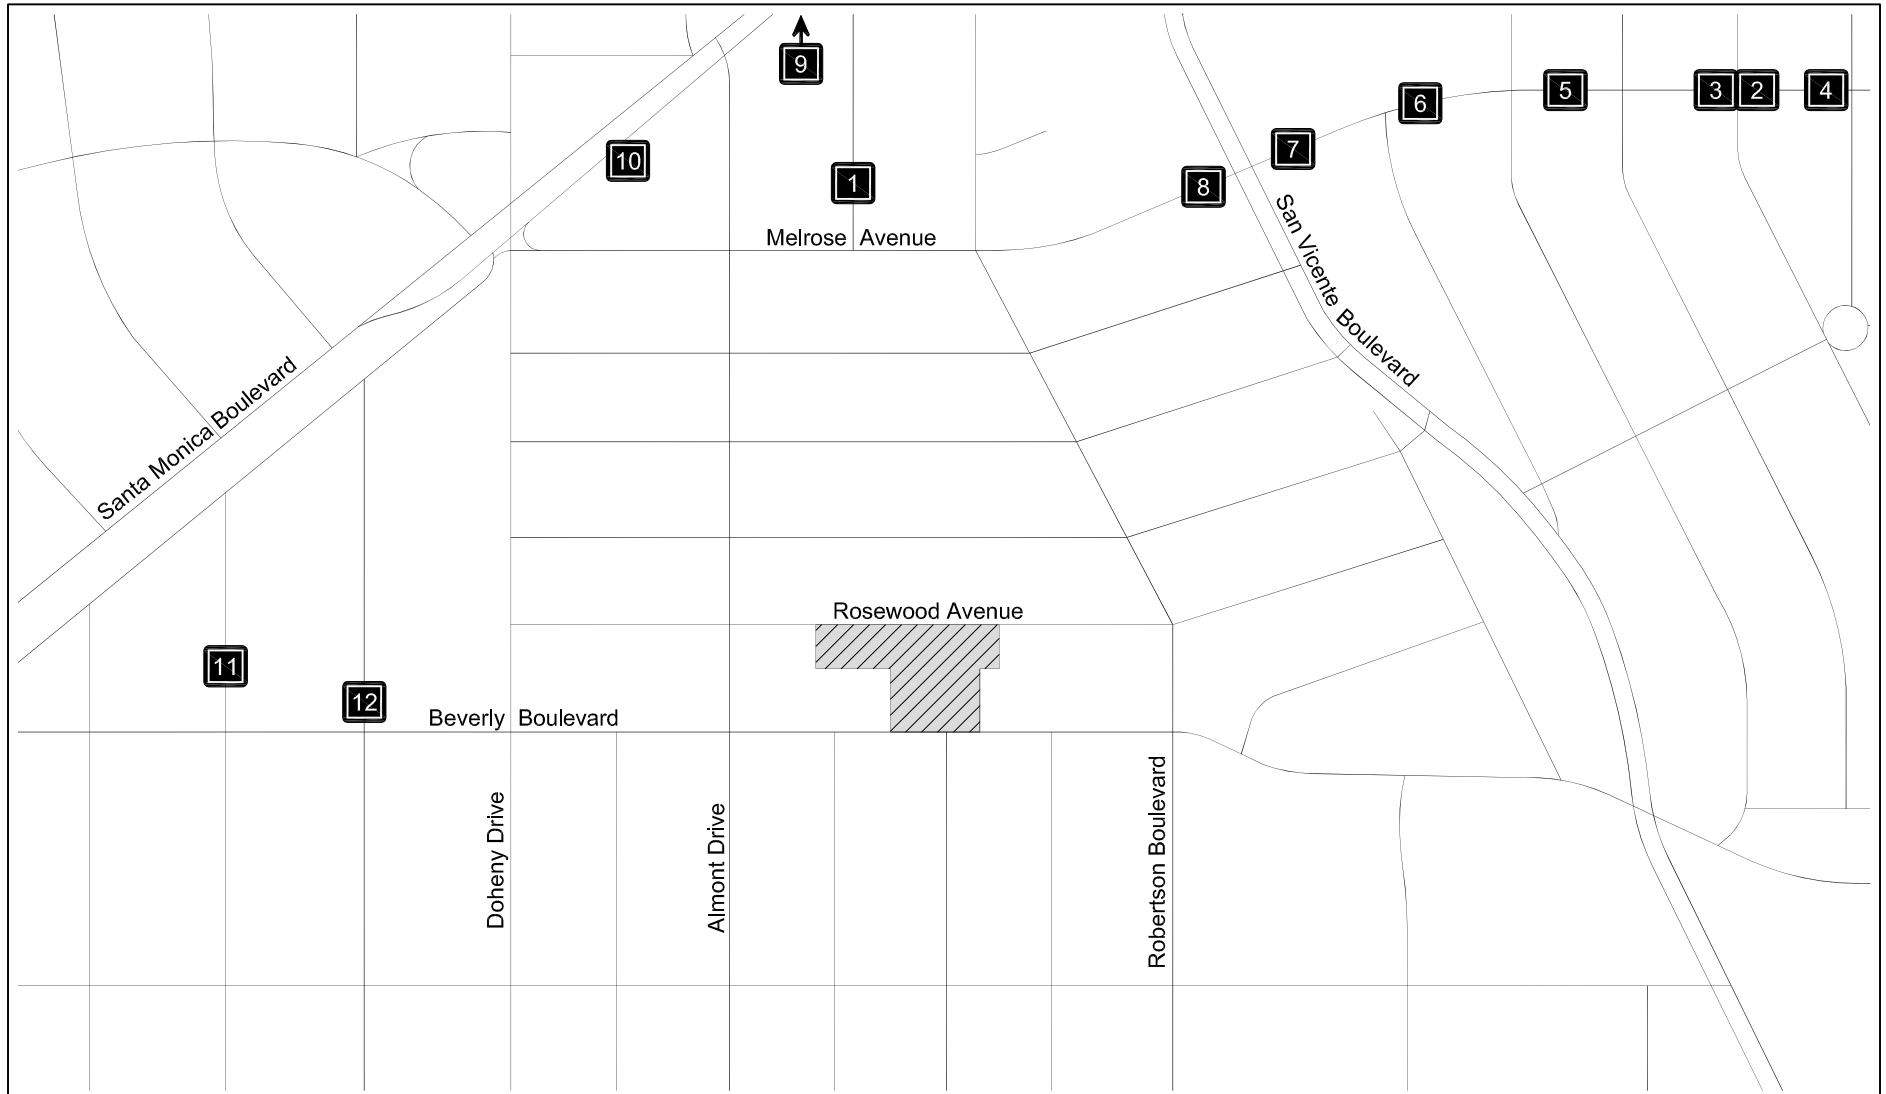 9
5
3
2
4
6
7
10
1
8
Melrose Avenue
San Vicente Boulevard
Santa Monica Boulevard
Rosewood Avenue
11
12
Beverly Boulevard
Doheny Drive
Almont Drive
Robertson Boulevard